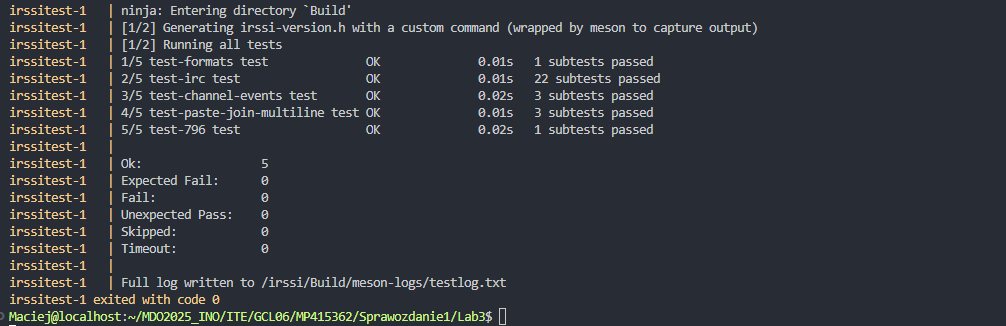 irssitest-1   | ninja: Entering directory `Build'
irssitest-1   | [1/2] Generating irssi-version.h with a custom command (wrapped by meson to capture output)
irssitest-1   | [1/2] Running all tests
irssitest-1   | 1/5 test-formats test             OK             0.01s   1 subtests passed
irssitest-1   | 2/5 test-irc test                 OK             0.01s   22 subtests passed
irssitest-1   | 3/5 test-channel-events test      OK             0.02s   3 subtests passed
irssitest-1   | 4/5 test-paste-join-multiline test OK             0.01s   3 subtests passed
irssitest-1   | 5/5 test-796 test                 OK             0.02s   1 subtests passed
irssitest-1   |
irssitest-1   | Ok:                 5
irssitest-1   | Expected Fail:      0
irssitest-1   | Fail:               0
irssitest-1   | Unexpected Pass:    0
irssitest-1   | Skipped:            0
irssitest-1   | Timeout:            0
irssitest-1   |
irssitest-1   | Full log written to /irssi/Build/meson-logs/testlog.txt
irssitest-1 exited with code 0
Maciej@localhost:~/MDO2025_INO/ITE/GCL06/MP415362/Sprawozdanie1/Lab3$